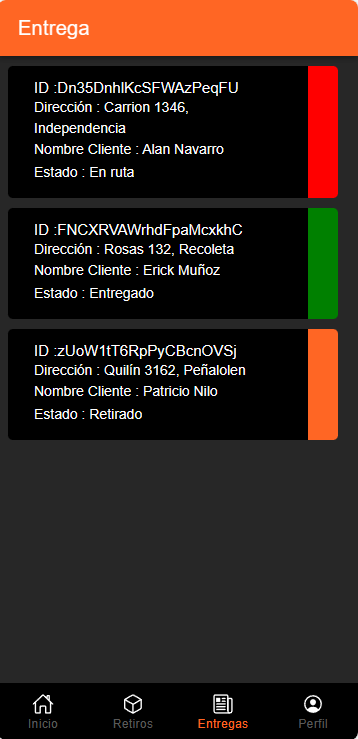 Entrega
ID :Dn35DnhlKcSFWAzPeqFU
Dirección : Carrion 1346,
Independencia
Nombre Cliente : Alan Navarro
Estado : En ruta
ID :FNCXRVAWrhdFpaMcxkhC
Dirección : Rosas 132, Recoleta
Nombre Cliente : Erick Muñoz
Estado : Entregado
ID :zUoW1tT6RpPyCBcnOVSj
Dirección : Quilín 3162, Peñalolen
Nombre Cliente : Patricio Nilo
Estado : Retirado
Inicio
Retiros
Entregas
Perfil